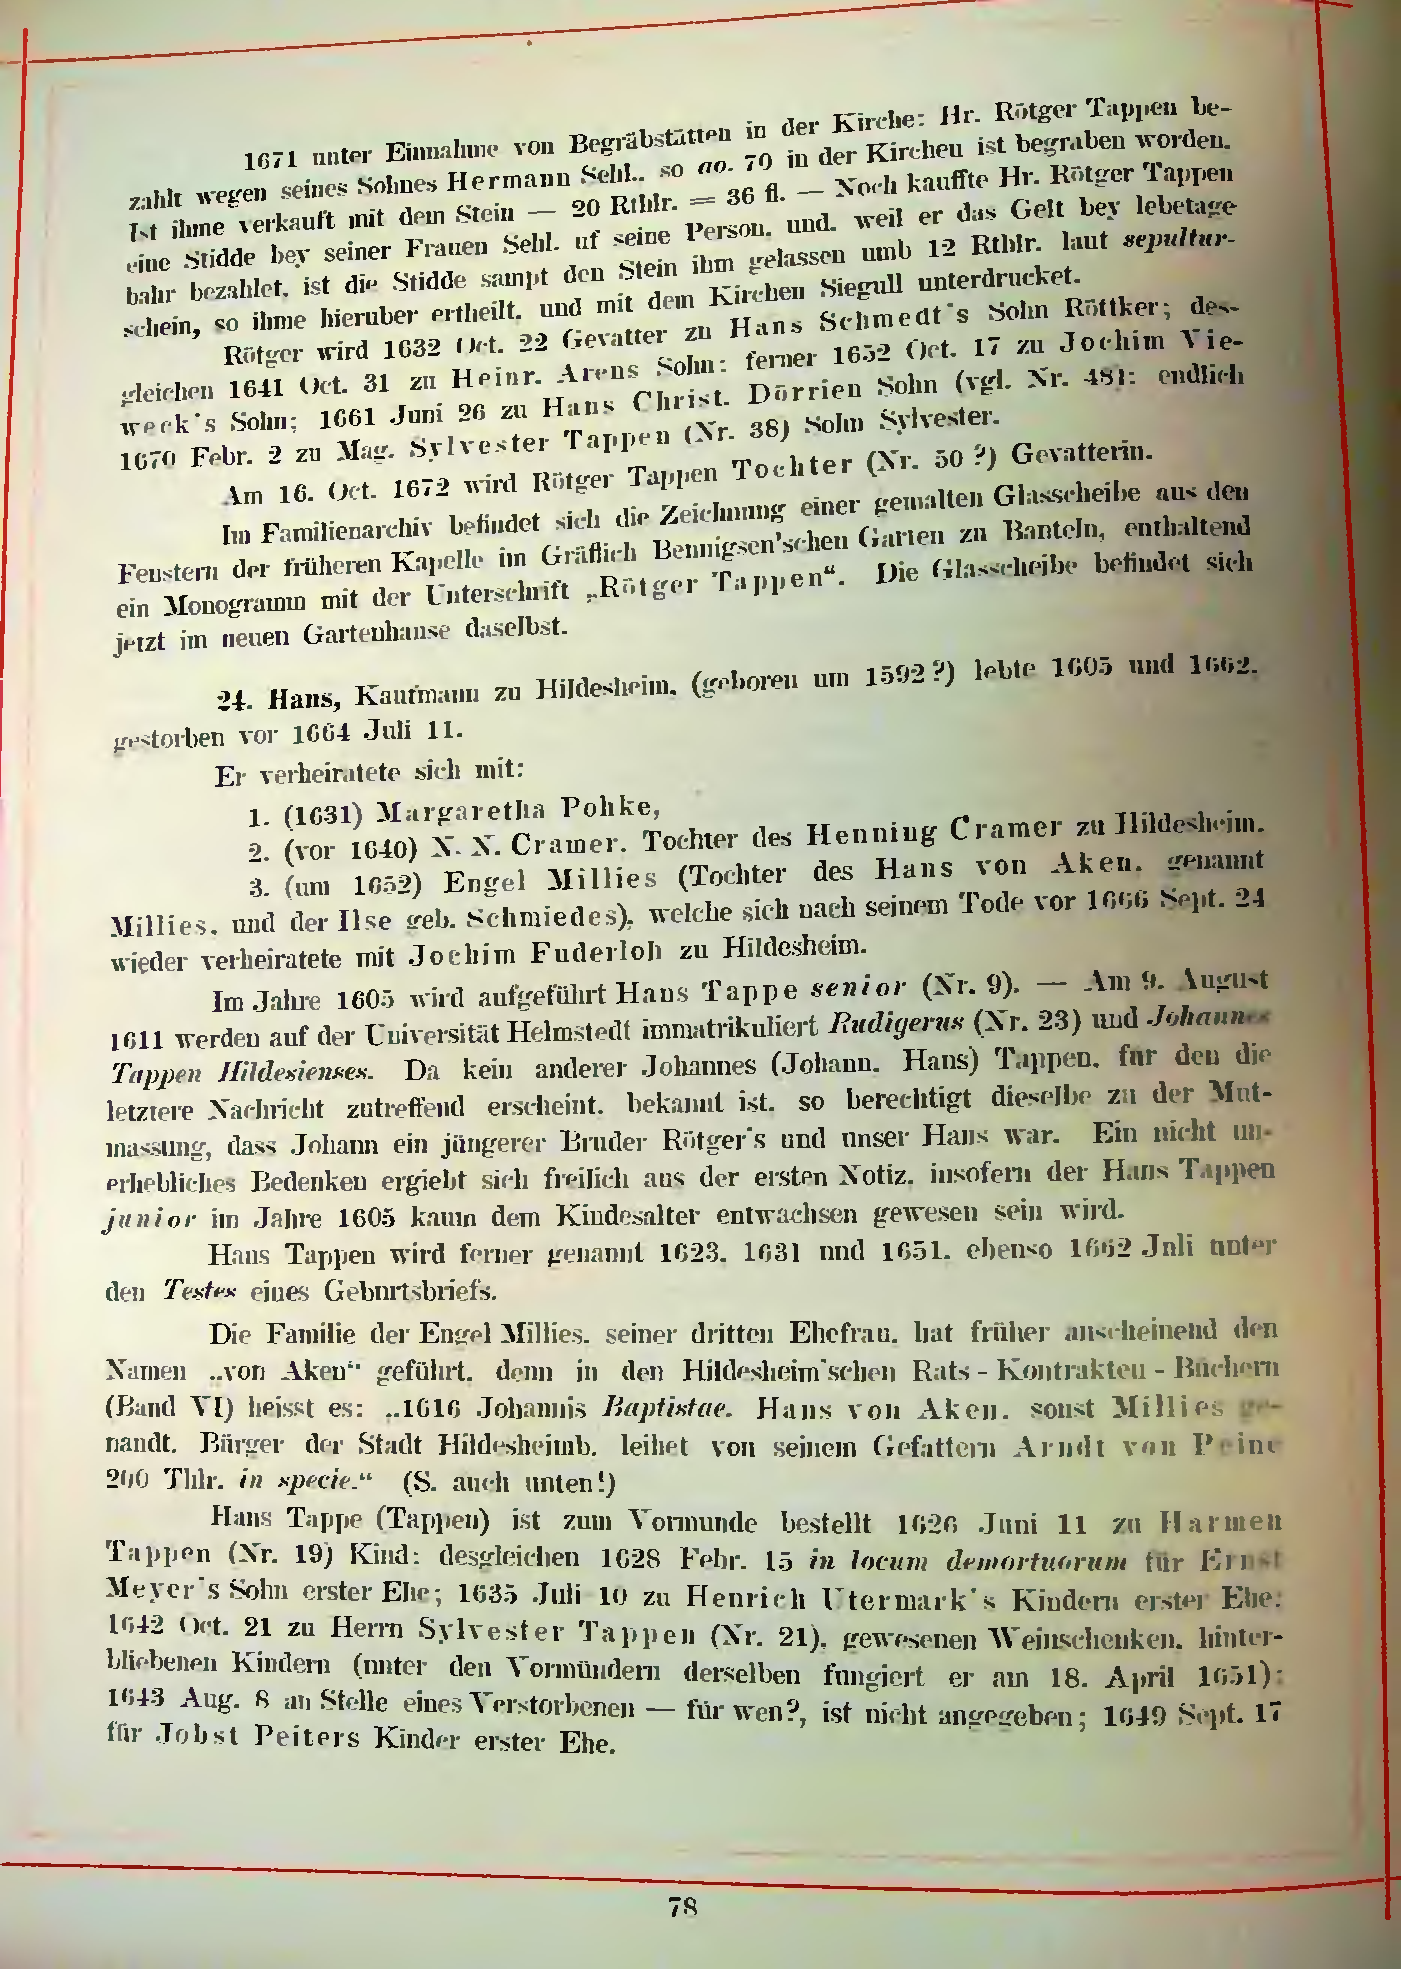 1671 unter Einnahme von Begräbstätten in der Kirche: Hr. Rötger Tappen be-
zahlt wegen seines Sohnes Hermann Sehl., so ao. 70 in der Kirchen ist begraben worden.
Ist ihme verkauft mit dem Stein — 20 Rthlr. = 36 fl. — Noch kauffte Hr. Rötger Tappen
eine Stidde bey seiner Frauen Sehl. uf seine Person, und, weil er das Gelt bey lebetage
bahr bezahlet, ist die Stidde sampt den Stein ihm gelassen umb 12 Rthlr. laut sepultur-
schein, so ihme hieruber ertheilt, und mit dem Kirchen Siegull unterdrucket.
Rötger wird 1632 Oct. 22 Gevatter zu Hans Schmedt's Sohn Röttker; des-
gleichen 1641 Oct. 31 zu Heinr. Arens Sohn; ferner 1652 Oct. 17 zu Jochim Vie-
weck's Sohn; 1661 Juni 26 zu Hans Christ. Dörrien Sohn (vgl. Nr. 48); endlich
1670 Febr. 2 zu Mag. Sylvester Tappen (Nr. 38) Sohn Sylvester.
Am 16. Oct. 1672 wird Rötger Tappen Tochter (Nr. 50?) Gevatterin.
Im Familienarchiv befindet sich die Zeichnung einer gemalten Glasscheibe aus den
Fenstern der früheren Kapelle im Gräflich Bennigsen'schen Garten zu Banteln, enthaltend
ein Monogramm mit der Unterschrift „Rötger Tappen“. Die Glasscheibe befindet sich
jetzt im neuen Gartenhause daselbst.
24. Hans, Kaufmann zu Hildesheim, (geboren um 1592?) lebte 1605 und 1662,
gestorben vor 1664 Juli 11.
Er verheiratete sich mit:
1. (1631) Margaretha Pohke,
2. (vor 1640) N. N. Cramer, Tochter des Henning Cramer zu Hildesheim,
3. (um 1652) Engel Millies (Tochter des Hans von Aken, genannt
Millies, und der Ilse geb. Schmiedes), welche sich nach seinem Tode vor 1666 Sept. 24
wieder verheiratete mit Jochim Fuderloh zu Hildesheim.
Im Jahre 1605 wird aufgeführt Hans Tappe senior (Nr. 9). — Am 9. August
1611 werden auf der Universität Helmstedt immatrikuliert Rudigerus (Nr. 23) und Johannes
Tappen Hildesienses. Da kein anderer Johannes (Johann, Hans) Tappen, für den die
letztere Nachricht zutreffend erscheint, bekannt ist, so berechtigt dieselbe zu der Mut-
massung, dass Johann ein jüngerer Bruder Rötger's und unser Hans war. Ein nicht un-
erhebliches Bedenken ergiebt sich freilich aus der ersten Notiz, insofern der Hans Tappen
junior im Jahre 1605 kaum dem Kindesalter entwachsen gewesen sein wird.
Hans Tappen wird ferner genannt 1623, 1631 und 1651, ebenso 1662 Juli unter
den Testes eines Geburtsbriefs.
Die Familie der Engel Millies, seiner dritten Ehefrau, hat früher anscheinend den
Namen „von Aken“ geführt, denn in den Hildesheim'schen Rats-Kontrakten-Büchern
(Band VI) heisst es: „1616 Johannis Baptistae. Hans von Aken, sonst Millies ge-
nandt, Bürger der Stadt Hildesheimb, leihet von seinem Gefattern Arndt von Peine
200 Thlr. in specie.“ (S. auch unten!)
Hans Tappe (Tappen) ist zum Vormunde bestellt 1626 Juni 11 zu Harmen
Tappen (Nr. 19) Kind; desgleichen 1628 Febr. 15 in locum demortuorum für Ernst
Meyer's Sohn erster Ehe; 1635 Juli 10 zu Henrich Utermark's Kindern erster Ehe;
1642 Oct. 21 zu Herrn Sylvester Tappen (Nr. 21), gewesenen Weinschenken, hinter-
bliebenen Kindern (unter den Vormündern derselben fungiert er am 18. April 1651);
1643 Aug. 8 an Stelle eines Verstorbenen — für wen?, ist nicht angegeben; 1649 Sept. 17
für Jobst Peiters Kinder erster Ehe.
78